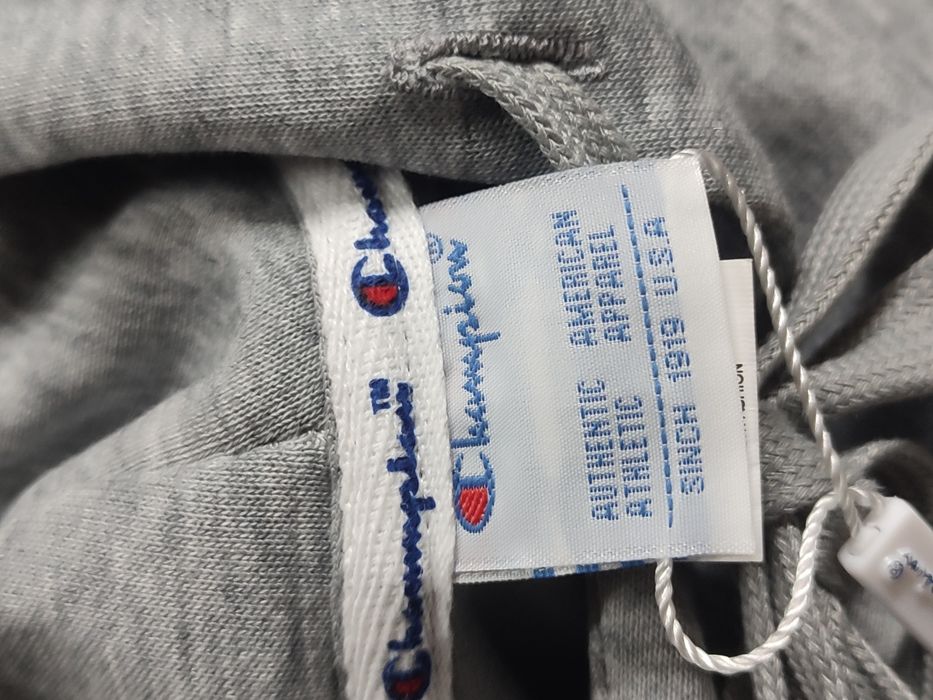 Champion™
Champion®
AUTHENTIC AMERICAN
ATHLETIC APPAREL
SINCH 1919 U.S.A